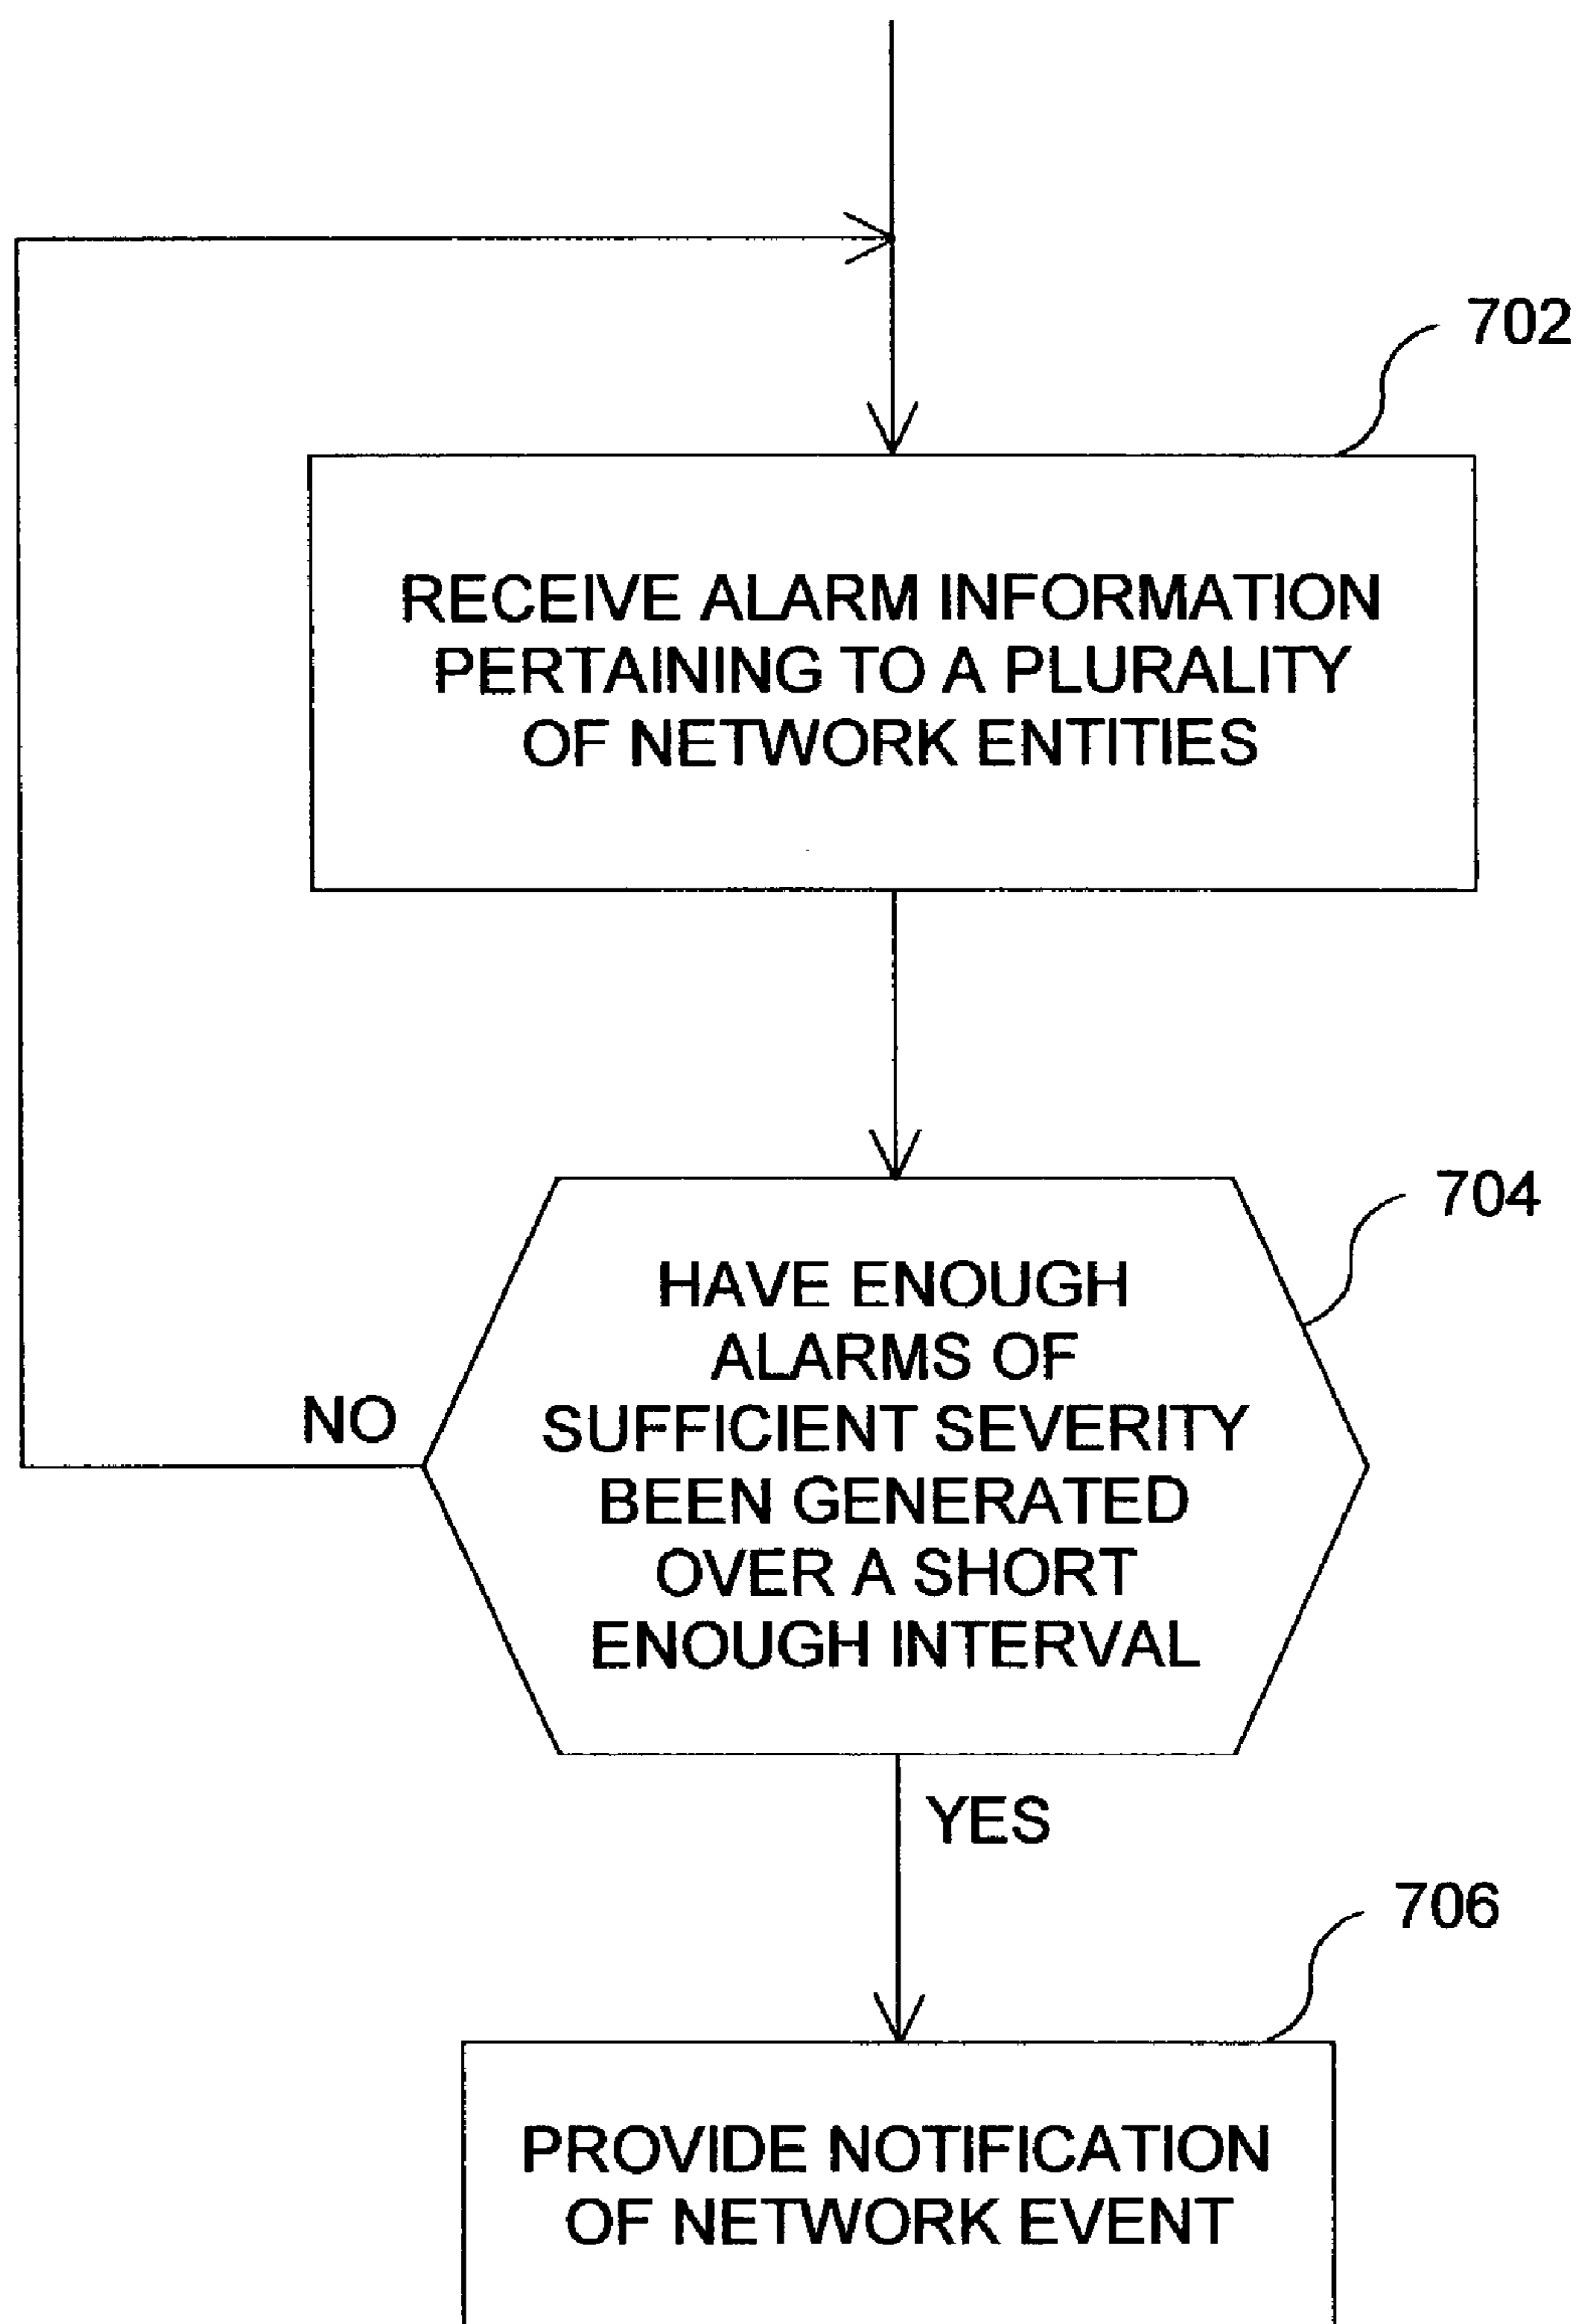 702
RECEIVE ALARM INFORMATION
PERTAINING TO A PLURALITY
OF NETWORK ENTITIES
704
HAVE ENOUGH
ALARMS OF
SUFFICIENT SEVERITY
BEEN GENERATED
OVER A SHORT
ENOUGH INTERVAL
NO
YES
706
PROVIDE NOTIFICATION
OF NETWORK EVENT